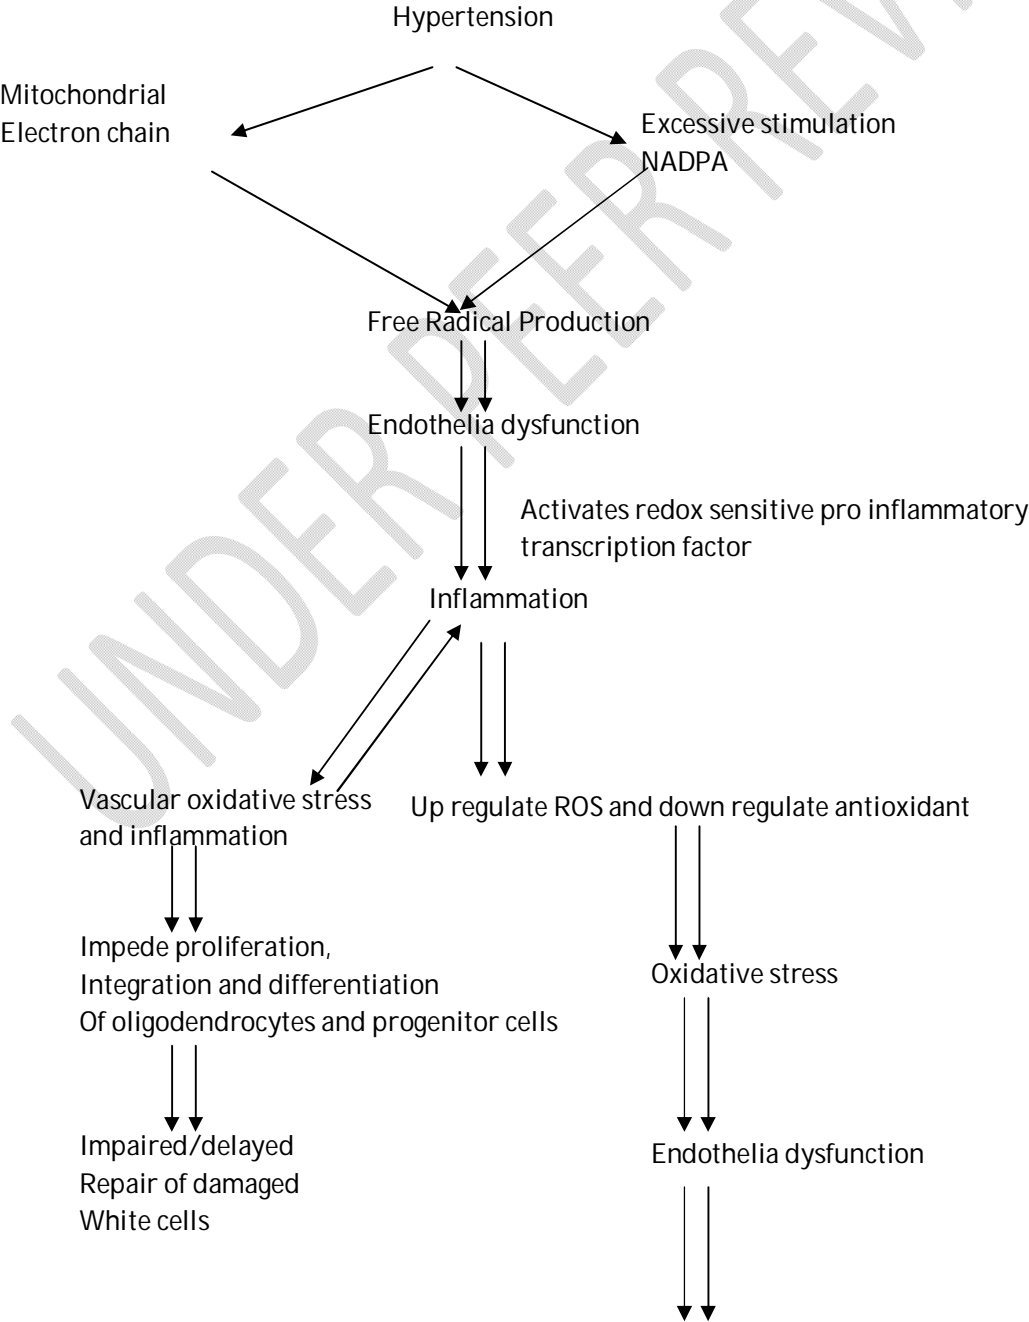 Hypertension
Mitochondrial
Electron chain
Excessive stimulation
NADPA
Free Radical Production
Endothelia dysfunction
Activates redox sensitive pro inflammatory
transcription factor
Inflammation
Vascular oxidative stress
and inflammation
Up regulate ROS and down regulate antioxidant
Impede proliferation,
Integration and differentiation
Of oligodendrocytes and progenitor cells
Oxidative stress
Impaired/delayed
Repair of damaged
White cells
Endothelia dysfunction
UNDER PEER REV